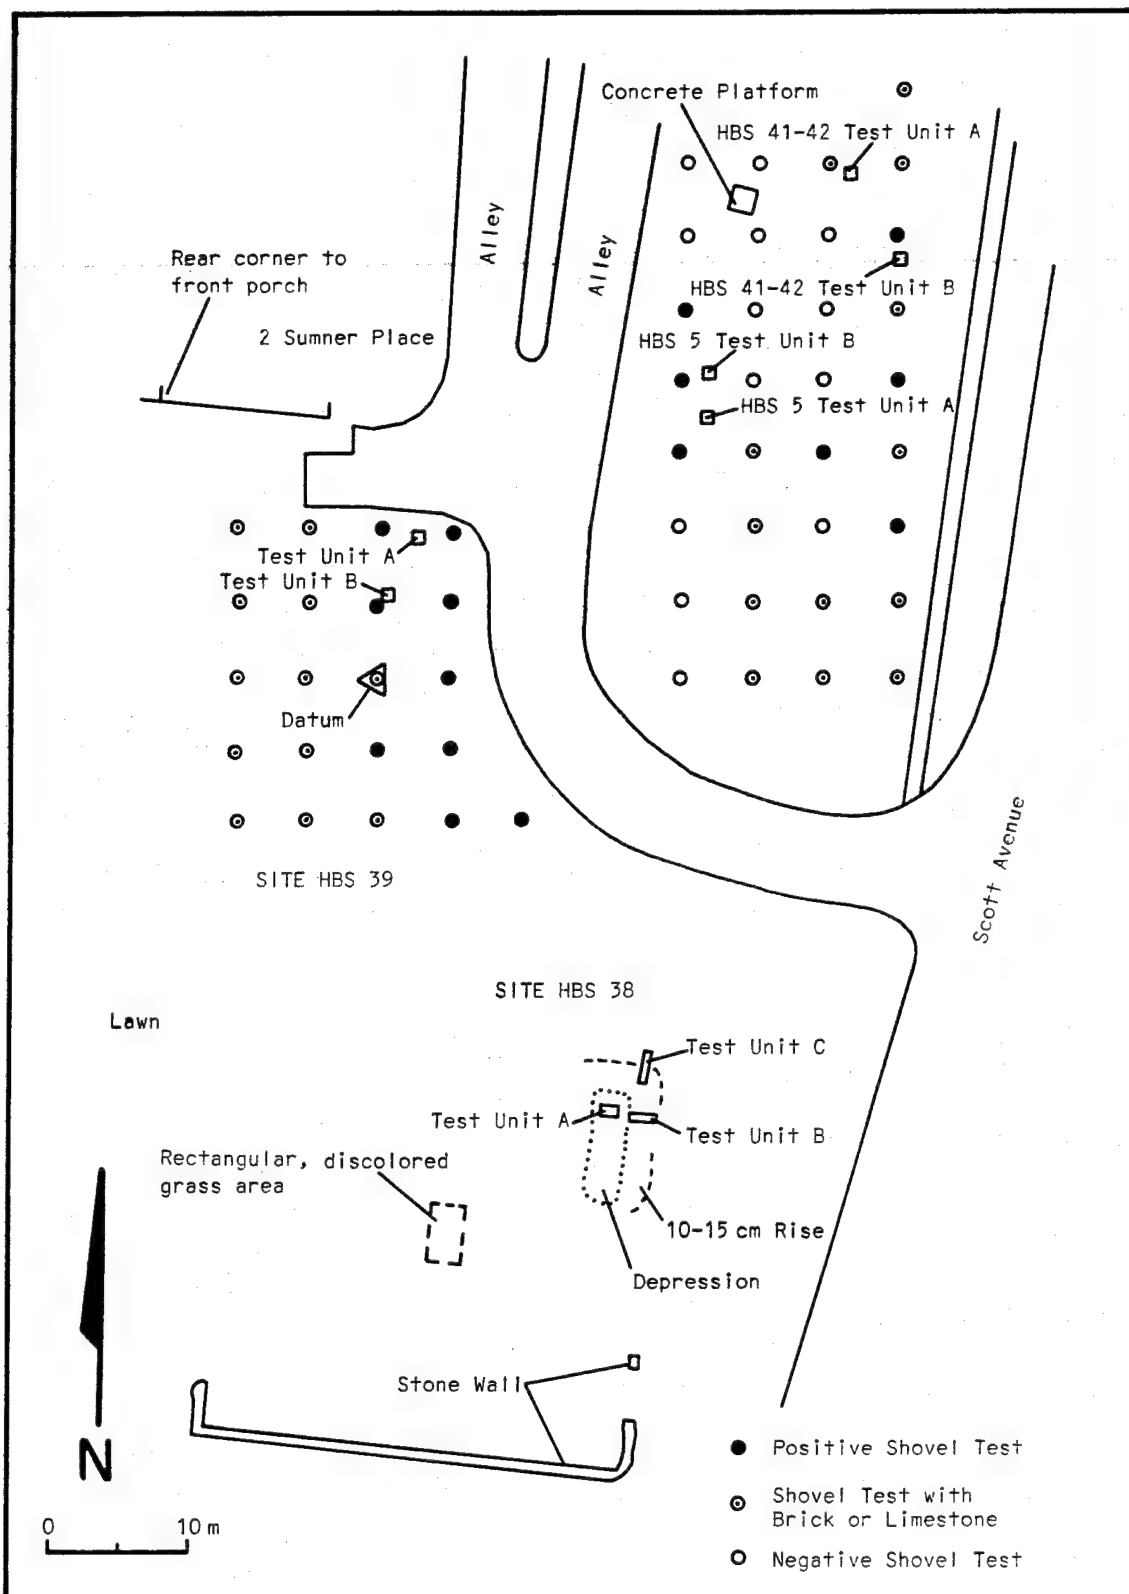 Concrete Platform
HBS 41-42 Test Unit A
Alley
Alley
Rear corner to
front porch
2 Sumner Place
HBS 41-42 Test Unit B
HBS 5 Test Unit B
HBS 5 Test Unit A
Test Unit A
Test Unit B
Datum
SITE HBS 39
Scott Avenue
SITE HBS 38
Lawn
Test Unit C
Test Unit A
Test Unit B
Rectangular, discolored
grass area
10-15 cm Rise
Depression
Stone Wall
N
0 10 m
Positive Shovel Test
Shovel Test with
Brick or Limestone
Negative Shovel Test